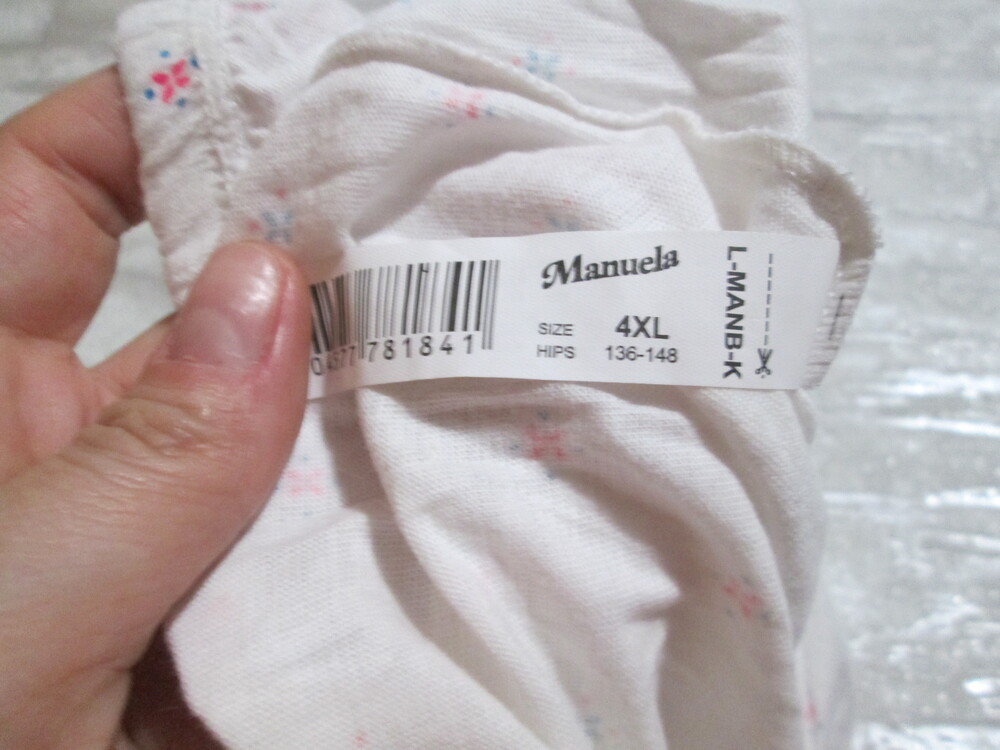 Manuela
SIZE 4XL
HIPS 136-148
781841
L-MANB-K